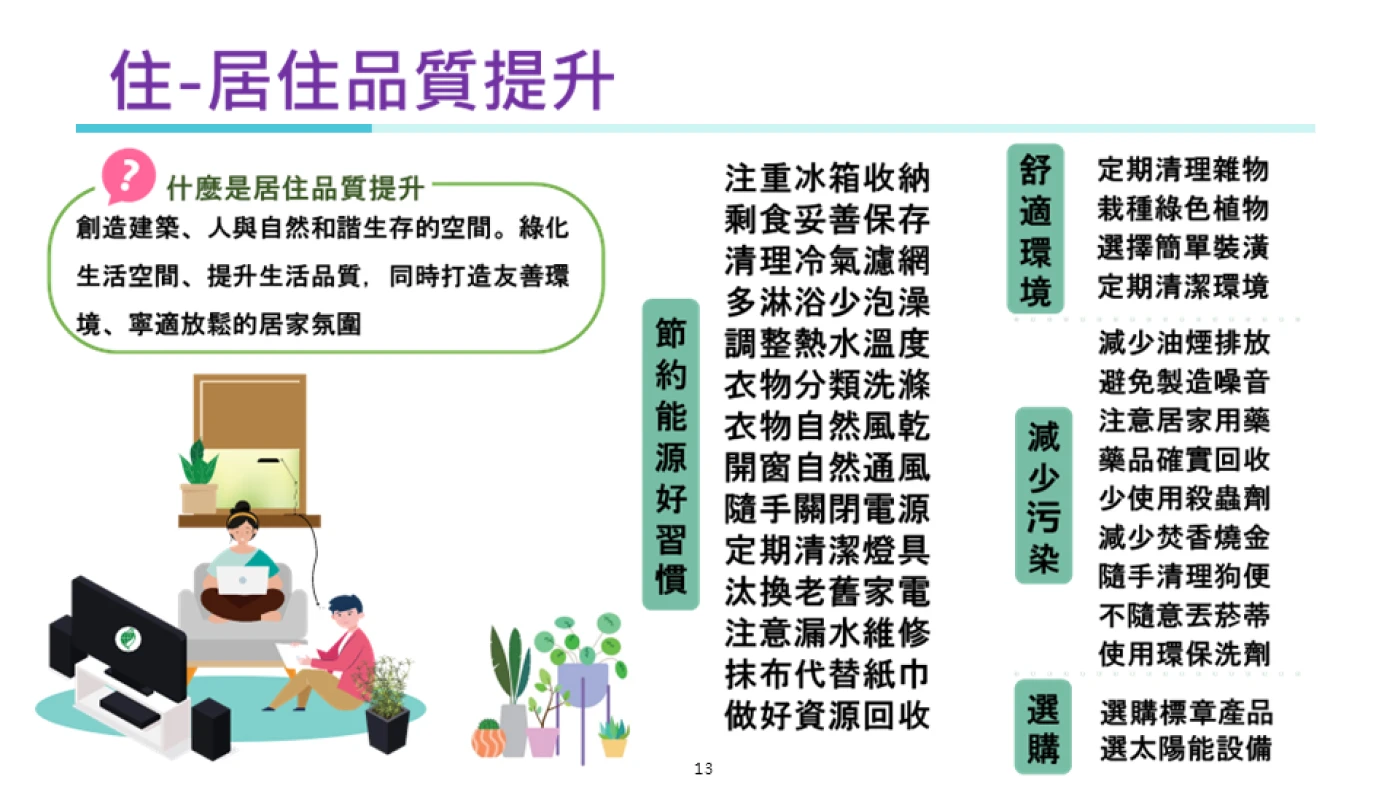 住-居住品質提升
?
什麼是居住品質提升
創造建築、人與自然和諧生存的空間。綠化
生活空間、提升生活品質，同時打造友善環
境、寧適放鬆的居家氛圍
節約能源好習慣
注重冰箱收納
剩食妥善保存
清理冷氣濾網
多淋浴少泡澡
調整熱水溫度
衣物分類洗滌
衣物自然風乾
開窗自然通風
隨手關閉電源
定期清潔燈具
汰換老舊家電
注意漏水維修
抹布代替紙巾
做好資源回收
舒適環境
定期清理雜物
栽種綠色植物
選擇簡單裝潢
定期清潔環境
減少污染
減少油煙排放
避免製造噪音
注意居家用藥
藥品確實回收
少使用殺蟲劑
減少焚香燒金
隨手清理狗便
不隨意丟菸蒂
使用環保洗劑
選購
選購標章產品
選太陽能設備
13